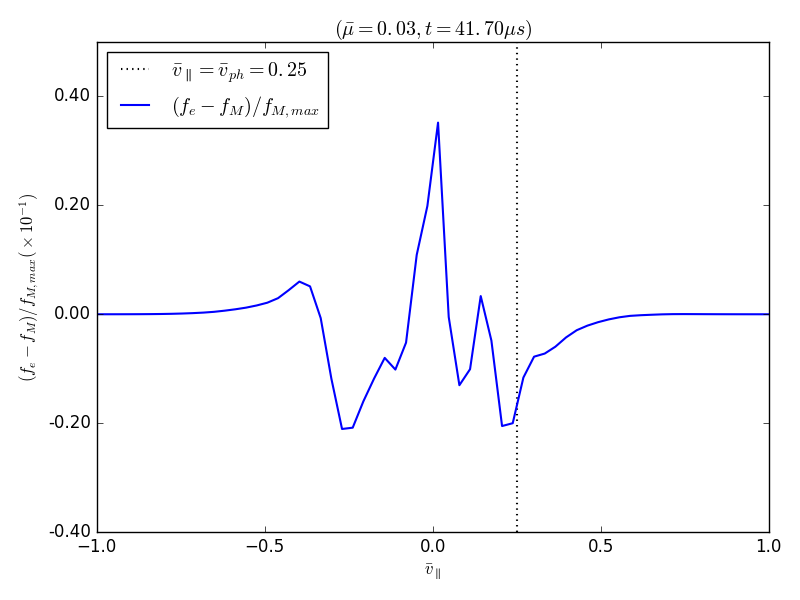 (μ̄ = 0.03, t = 41.70μs)
v̄∥ = v̄ph = 0.25
(fe − fM)/fM,max
0.40
0.20
0.00
-0.20
-0.40
(fe − fM)/fM,max(×10⁻¹)
−1.0 −0.5 0.0 0.5 1.0
v̄∥